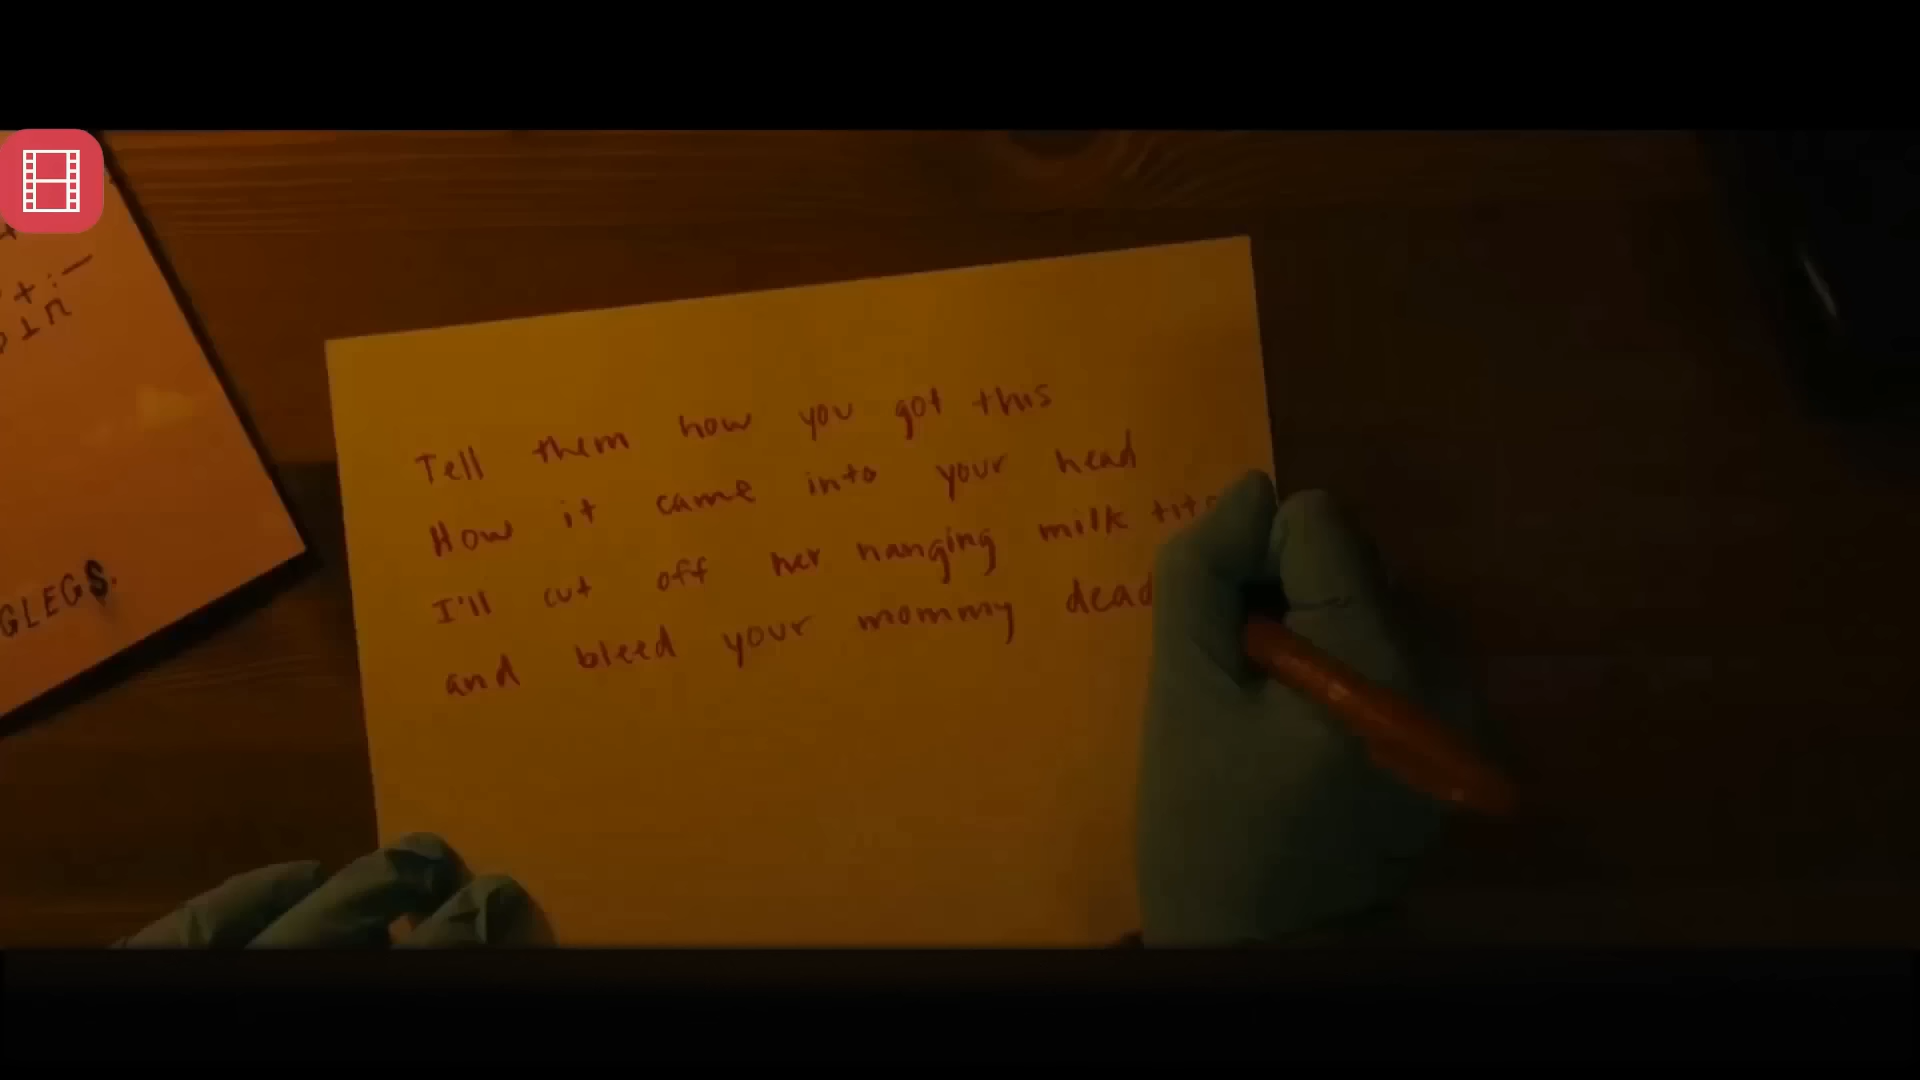 GLEGS.
Tell them how you got this
How it came into your head
I'll cut off her hanging milk tits
and bleed your mommy dead